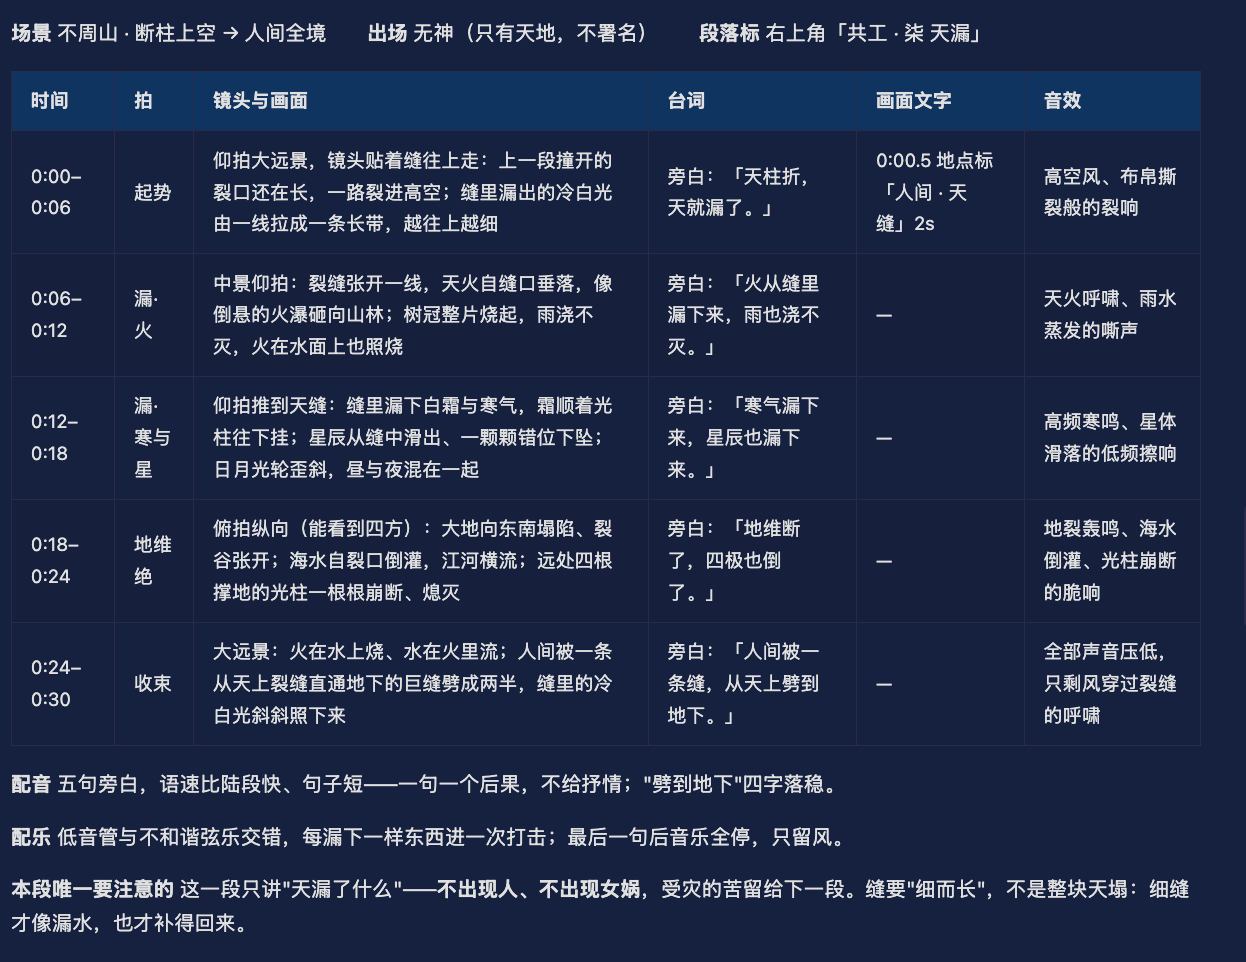 场景 不周山 · 断柱上空 → 人间全境 出场 无神（只有天地，不署名） 段落标 右上角「共工 · 柒 天漏」
时间 拍 镜头与画面 台词 画面文字 音效
0:00–
0:06
起势
仰拍大远景，镜头贴着缝往上走：上一段撞开的
裂口还在长，一路裂进高空；缝里漏出的冷白光
由一线拉成一条长带，越往上越细
旁白：「天柱折，
天就漏了。」
0:00.5 地点标
「人间 · 天
缝」2s
高空风、布帛撕
裂般的裂响
0:06–
0:12
漏·
火
中景仰拍：裂缝张开一线，天火自缝口垂落，像
倒悬的火瀑砸向山林；树冠整片烧起，雨浇不
灭，火在水面上也照烧
旁白：「火从缝里
漏下来，雨也浇不
灭。」
—
天火呼啸、雨水
蒸发的嘶声
0:12–
0:18
漏·
寒与
星
仰拍推到天缝：缝里漏下白霜与寒气，霜顺着光
柱往下挂；星辰从缝中滑出、一颗颗错位下坠；
日月光轮歪斜，昼与夜混在一起
旁白：「寒气漏下
来，星辰也漏下
来。」
—
高频寒鸣、星体
滑落的低频擦响
0:18–
0:24
地维
绝
俯拍纵向（能看到四方）：大地向东南塌陷、裂
谷张开；海水自裂口倒灌，江河横流；远处四根
撑地的光柱一根根崩断、熄灭
旁白：「地维断
了，四极也倒
了。」
—
地裂轰鸣、海水
倒灌、光柱崩断
的脆响
0:24–
0:30
收束
大远景：火在水上烧、水在火里流；人间被一条
从天上裂缝直通地下的巨缝劈成两半，缝里的冷
白光斜斜照下来
旁白：「人间被一
条缝，从天上劈到
地下。」
—
全部声音压低，
只剩风穿过裂缝
的呼啸
配音 五句旁白，语速比陆段快、句子短——一句一个后果，不给抒情；"劈到地下"四字落稳。
配乐 低音管与不和谐弦乐交错，每漏下一样东西进一次打击；最后一句后音乐全停，只留风。
本段唯一要注意的 这一段只讲"天漏了什么"——不出现人、不出现女娲，受灾的苦留给下一段。缝要"细而长"，不是整块天塌：细缝
才像漏水，也才补得回来。